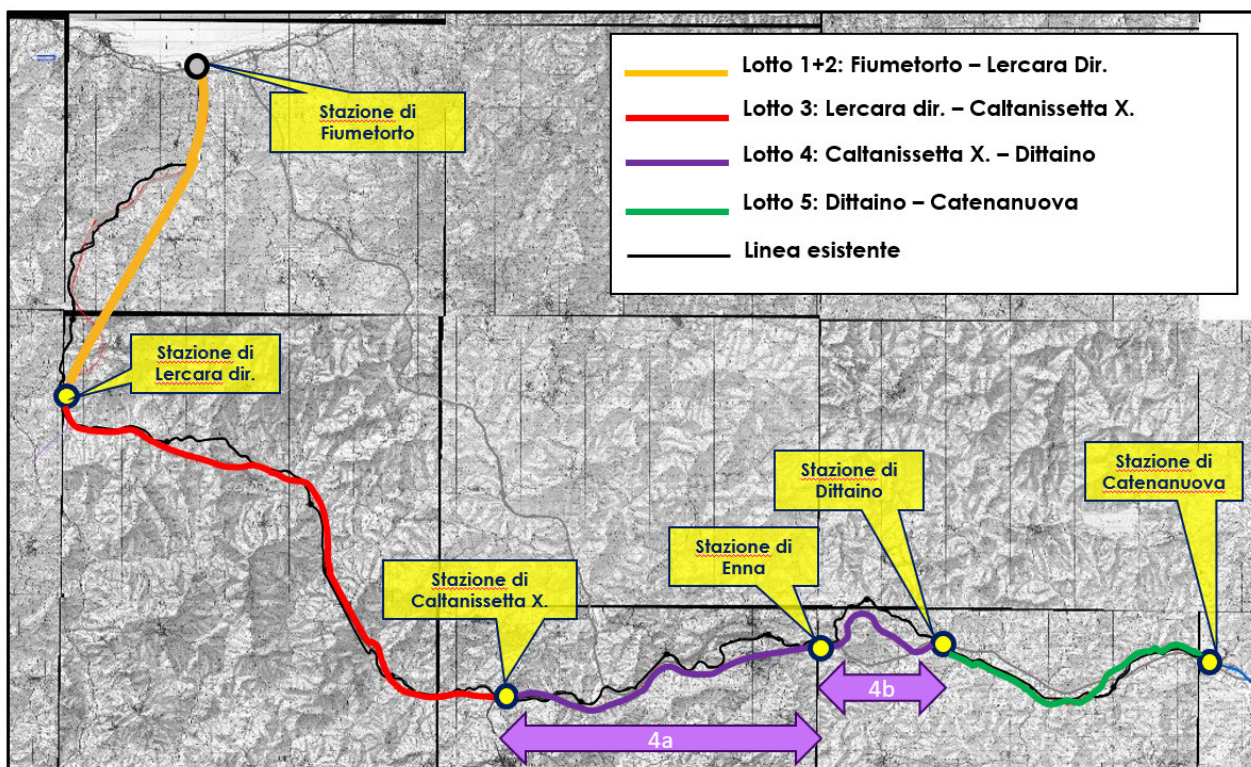 Lotto 1+2: Fiumetorto – Lercara Dir.
Lotto 3: Lercara dir. – Caltanissetta X.
Lotto 4: Caltanissetta X. – Dittaino
Lotto 5: Dittaino – Catenanuova
Linea esistente
Stazione di
Fiumetorto
Stazione di
Lercara dir.
Stazione di
Caltanissetta X.
Stazione di
Enna
Stazione di
Dittaino
Stazione di
Catenanuova
4a
4b